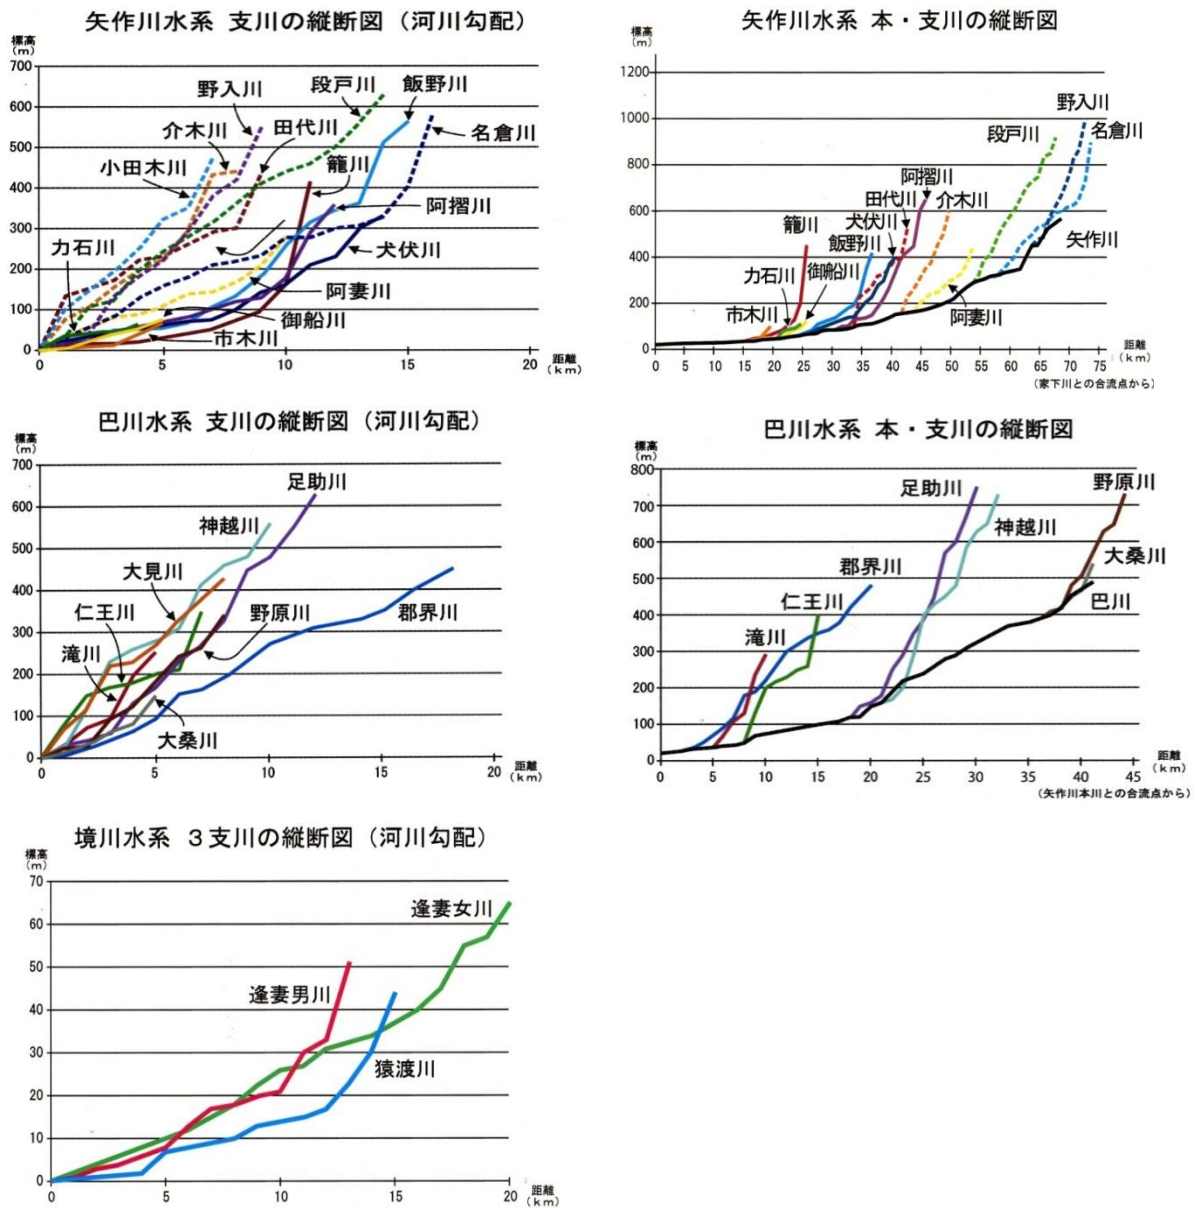 矢作川水系 支川の縦断図（河川勾配）
標高
（m）
700
600
500
400
300
200
100
0
0
5
10
15
20
距離
（km）
野入川
段戸川
飯野川
介木川
田代川
名倉川
小田木川
籠川
阿摺川
力石川
犬伏川
阿妻川
御船川
市木川
矢作川水系 本・支川の縦断図
標高
（m）
1200
1000
800
600
400
200
0
0
5
10
15
20
25
30
35
40
45
50
55
60
65
70
75
距離
（km）
（家下川との合流点から）
野入川
段戸川
名倉川
阿摺川
田代川
介木川
籠川
犬伏川
飯野川
矢作川
力石川
御船川
市木川
阿妻川
巴川水系 支川の縦断図（河川勾配）
標高
（m）
700
600
500
400
300
200
100
0
0
5
10
15
20
距離
（km）
足助川
神越川
大見川
仁王川
野原川
郡界川
滝川
大桑川
巴川水系 本・支川の縦断図
標高
（m）
800
700
600
500
400
300
200
100
0
0
5
10
15
20
25
30
35
40
45
距離
（km）
（矢作川本川との合流点から）
足助川
野原川
神越川
大桑川
郡界川
仁王川
巴川
滝川
境川水系 ３支川の縦断図（河川勾配）
標高
（m）
70
60
50
40
30
20
10
0
0
5
10
15
20
距離
（km）
逢妻女川
逢妻男川
猿渡川